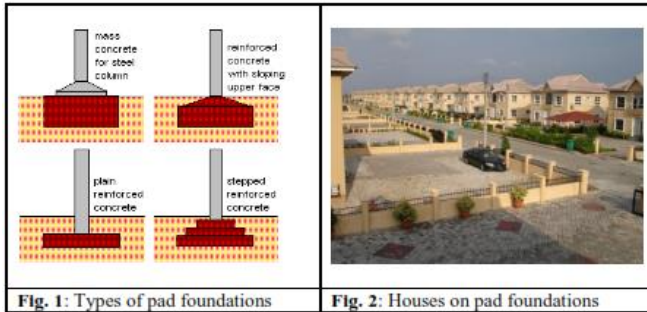 mass
concrete
for steel
column
reinforced
concrete
with sloping
upper face
plain
reinforced
concrete
stepped
reinforced
concrete
Fig. 1: Types of pad foundations
Fig. 2: Houses on pad foundations